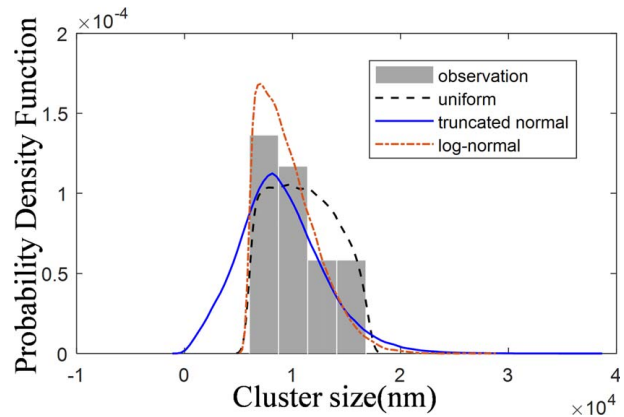 ×10⁻⁴
2
1.5
1
0.5
0
Probability Density Function
observation
uniform
truncated normal
log-normal
-1
0
1
2
3
4
Cluster size(nm)
×10⁴